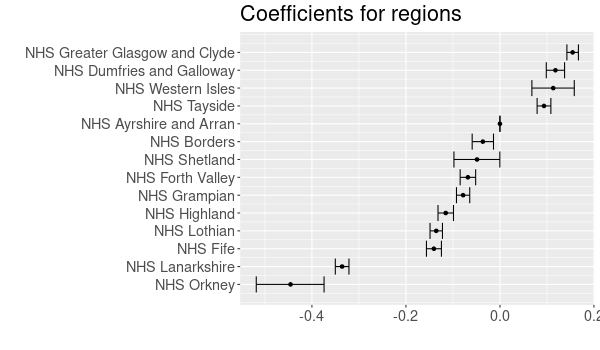 Coefficients for regions
NHS Greater Glasgow and Clyde
NHS Dumfries and Galloway
NHS Western Isles
NHS Tayside
NHS Ayrshire and Arran
NHS Borders
NHS Shetland
NHS Forth Valley
NHS Grampian
NHS Highland
NHS Lothian
NHS Fife
NHS Lanarkshire
NHS Orkney
-0.4 -0.2 0.0 0.2